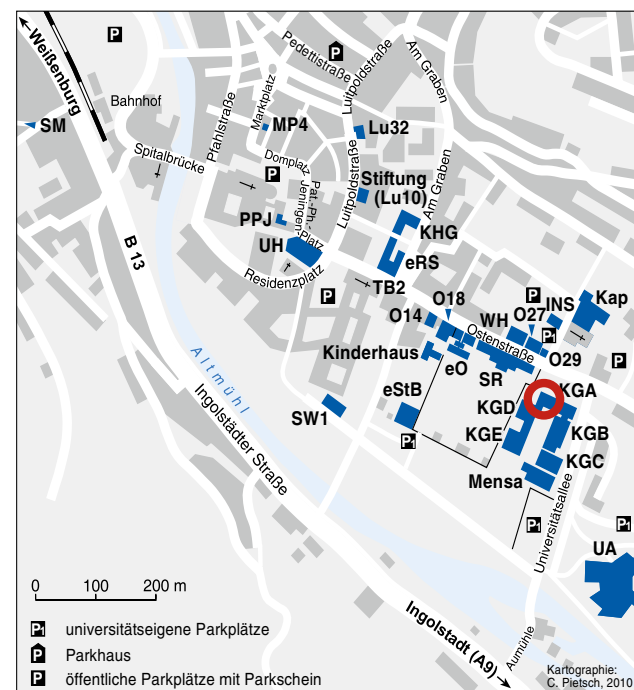 Weißenburg
P
P
Pedettistraße
Luitpoldstraße
Am Graben
Bahnhof
SM
Pfahlstraße
Marktplatz
MP4
Lu32
Spitalbrücke
Domplatz
P
Am Graben
Luitpoldstraße
Stiftung
(Lu10)
Pat.-Ph.-
Jeningen-
Platz
PPJ
KHG
UH
eRS
B 13
Residenzplatz
TB2
P
P
O18
O27
INS
Kap
O14
WH
P
Ostenstraße
O29
P
Kinderhaus
eO
SR
Altmühl
KGA
eStB
KGD
SW1
KGB
KGE
P
KGC
Ingolstädter Straße
Mensa
Universitätsallee
P
P
UA
0 100 200 m
Ingolstadt (A9)
Aumühle
P universitätseigene Parkplätze
P Parkhaus
P öffentliche Parkplätze mit Parkschein
Kartographie:
C. Pietsch, 2010